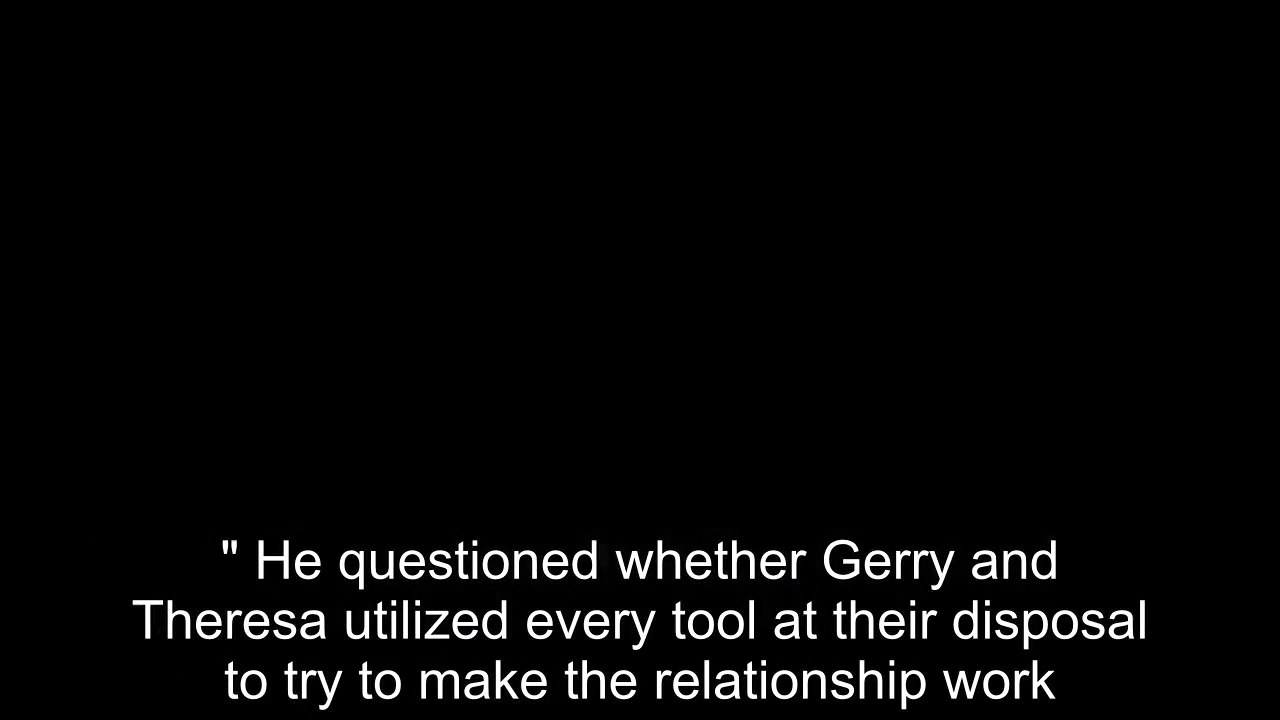 " He questioned whether Gerry and
Theresa utilized every tool at their disposal
to try to make the relationship work